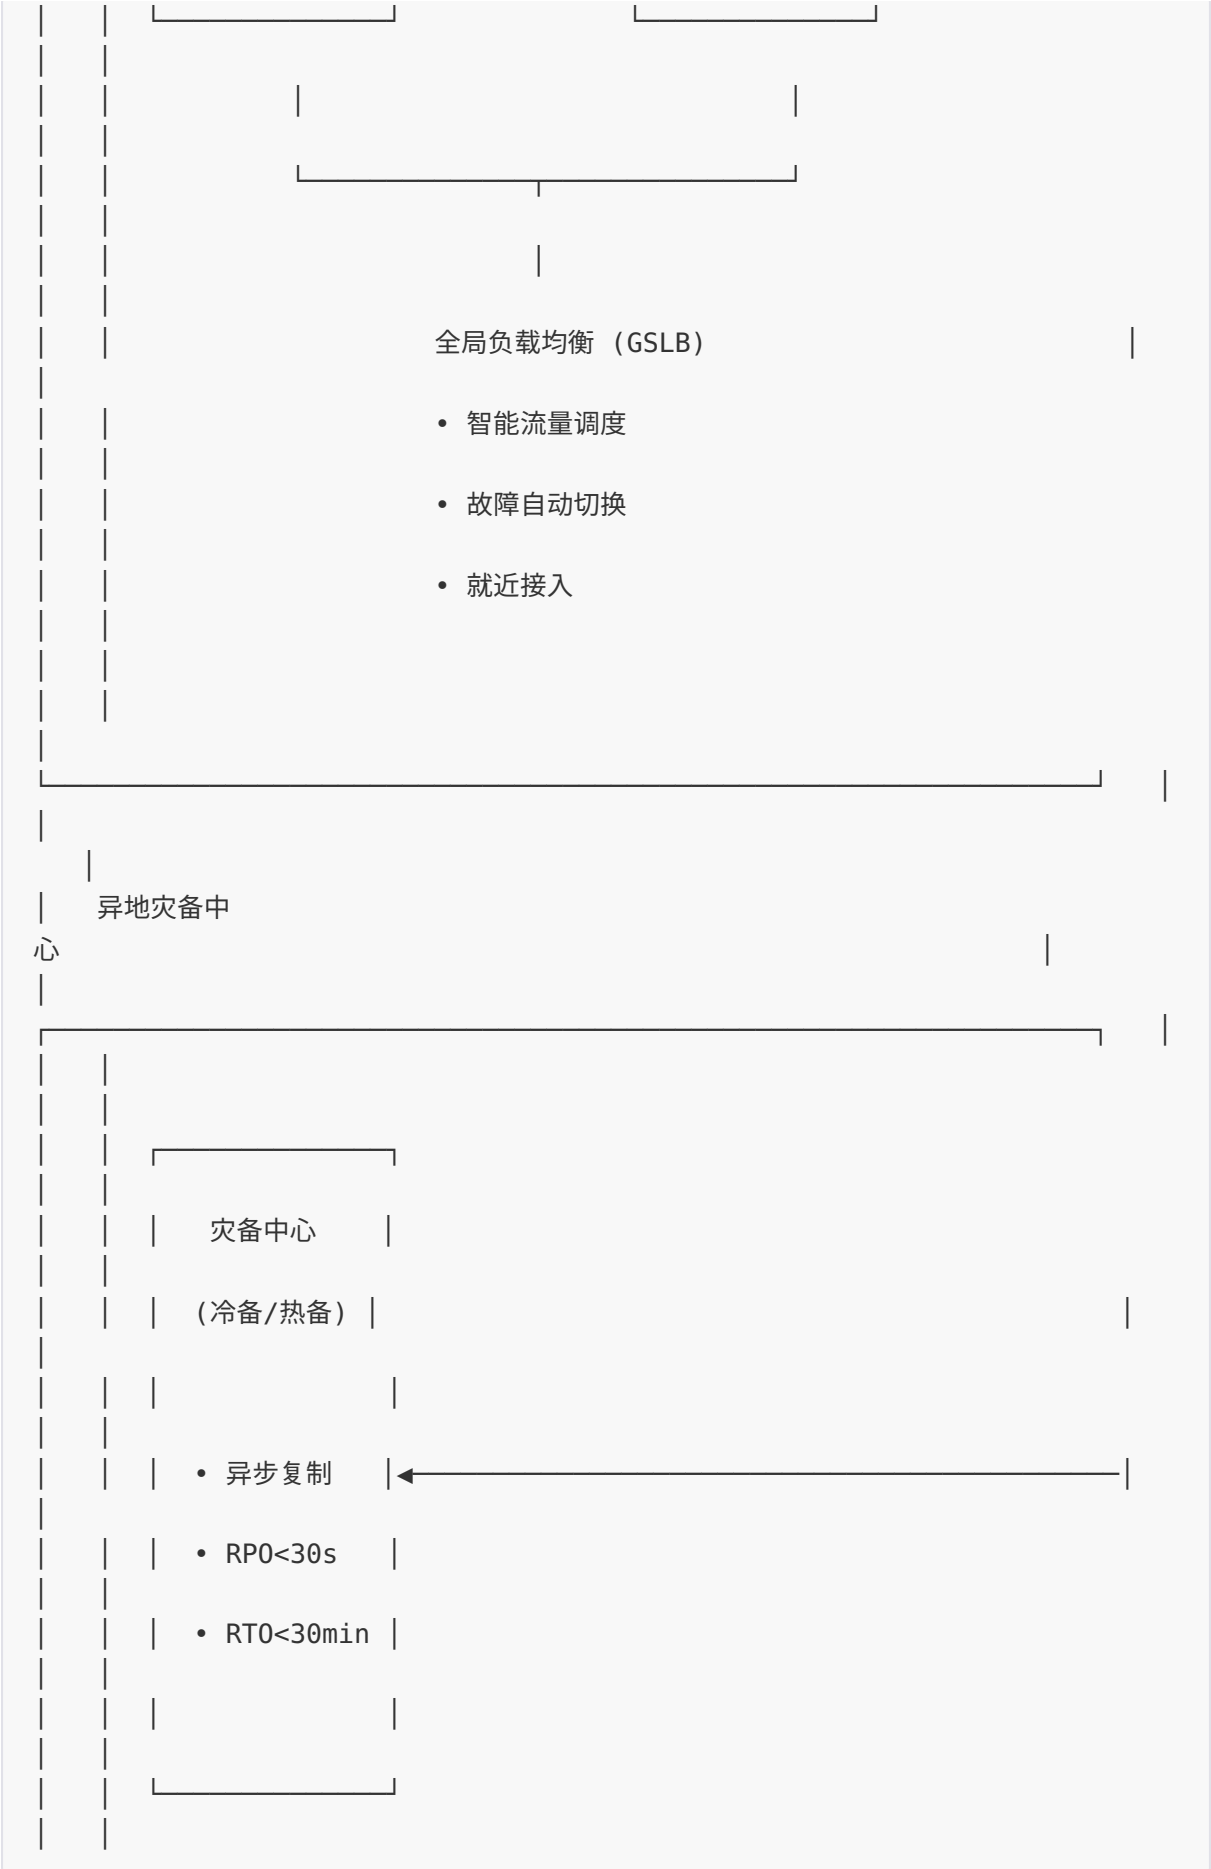 全局负载均衡 (GSLB)
• 智能流量调度
• 故障自动切换
• 就近接入
异地灾备中
心
灾备中心
(冷备/热备)
• 异步复制
• RPO<30s
• RTO<30min